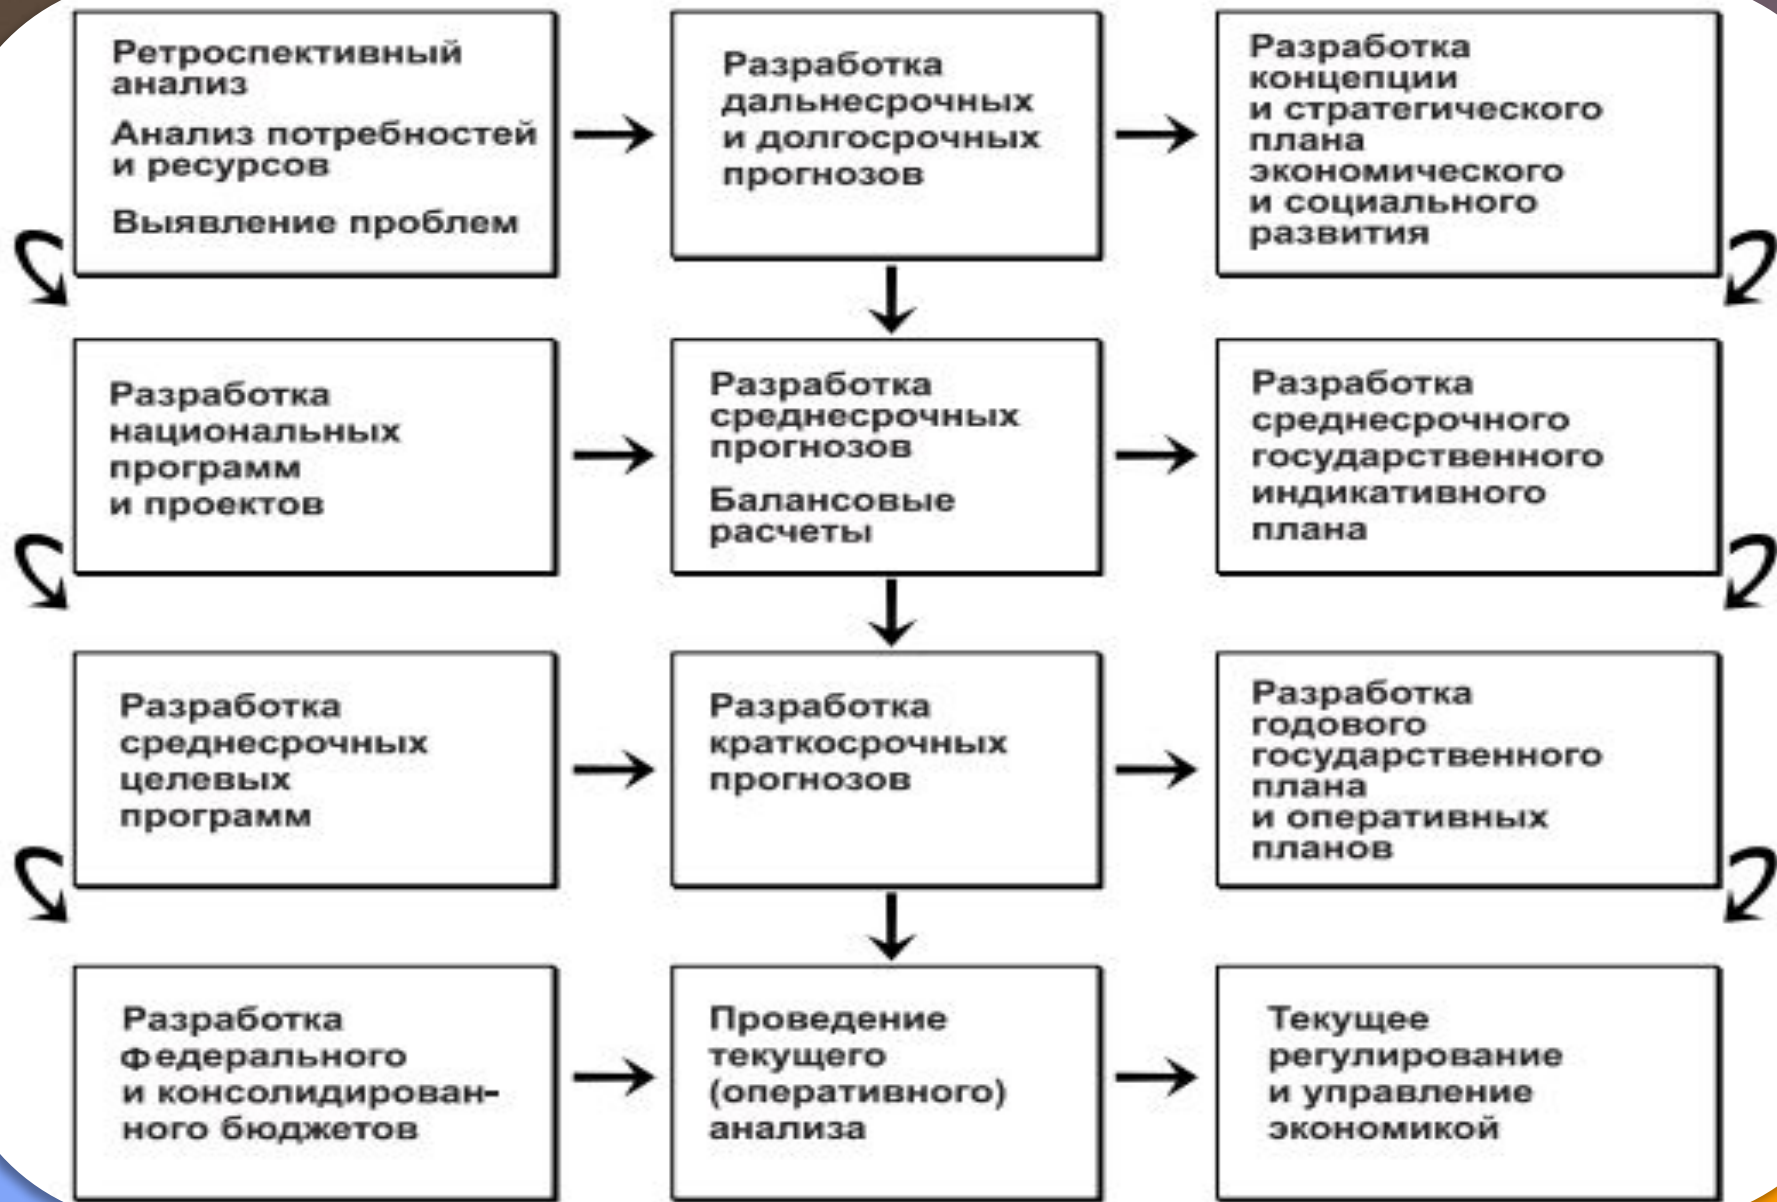 Ретроспективный
анализ
Анализ потребностей
и ресурсов
Выявление проблем
Разработка
дальнесрочных
и долгосрочных
прогнозов
Разработка
концепции
и стратегического
плана
экономического
и социального
развития
Разработка
национальных
программ
и проектов
Разработка
среднесрочных
прогнозов
Балансовые
расчеты
Разработка
среднесрочного
государственного
индикативного
плана
Разработка
среднесрочных
целевых
программ
Разработка
краткосрочных
прогнозов
Разработка
годового
государственного
плана
и оперативных
планов
Разработка
федерального
и консолидирован-
ного бюджетов
Проведение
текущего
(оперативного)
анализа
Текущее
регулирование
и управление
экономикой